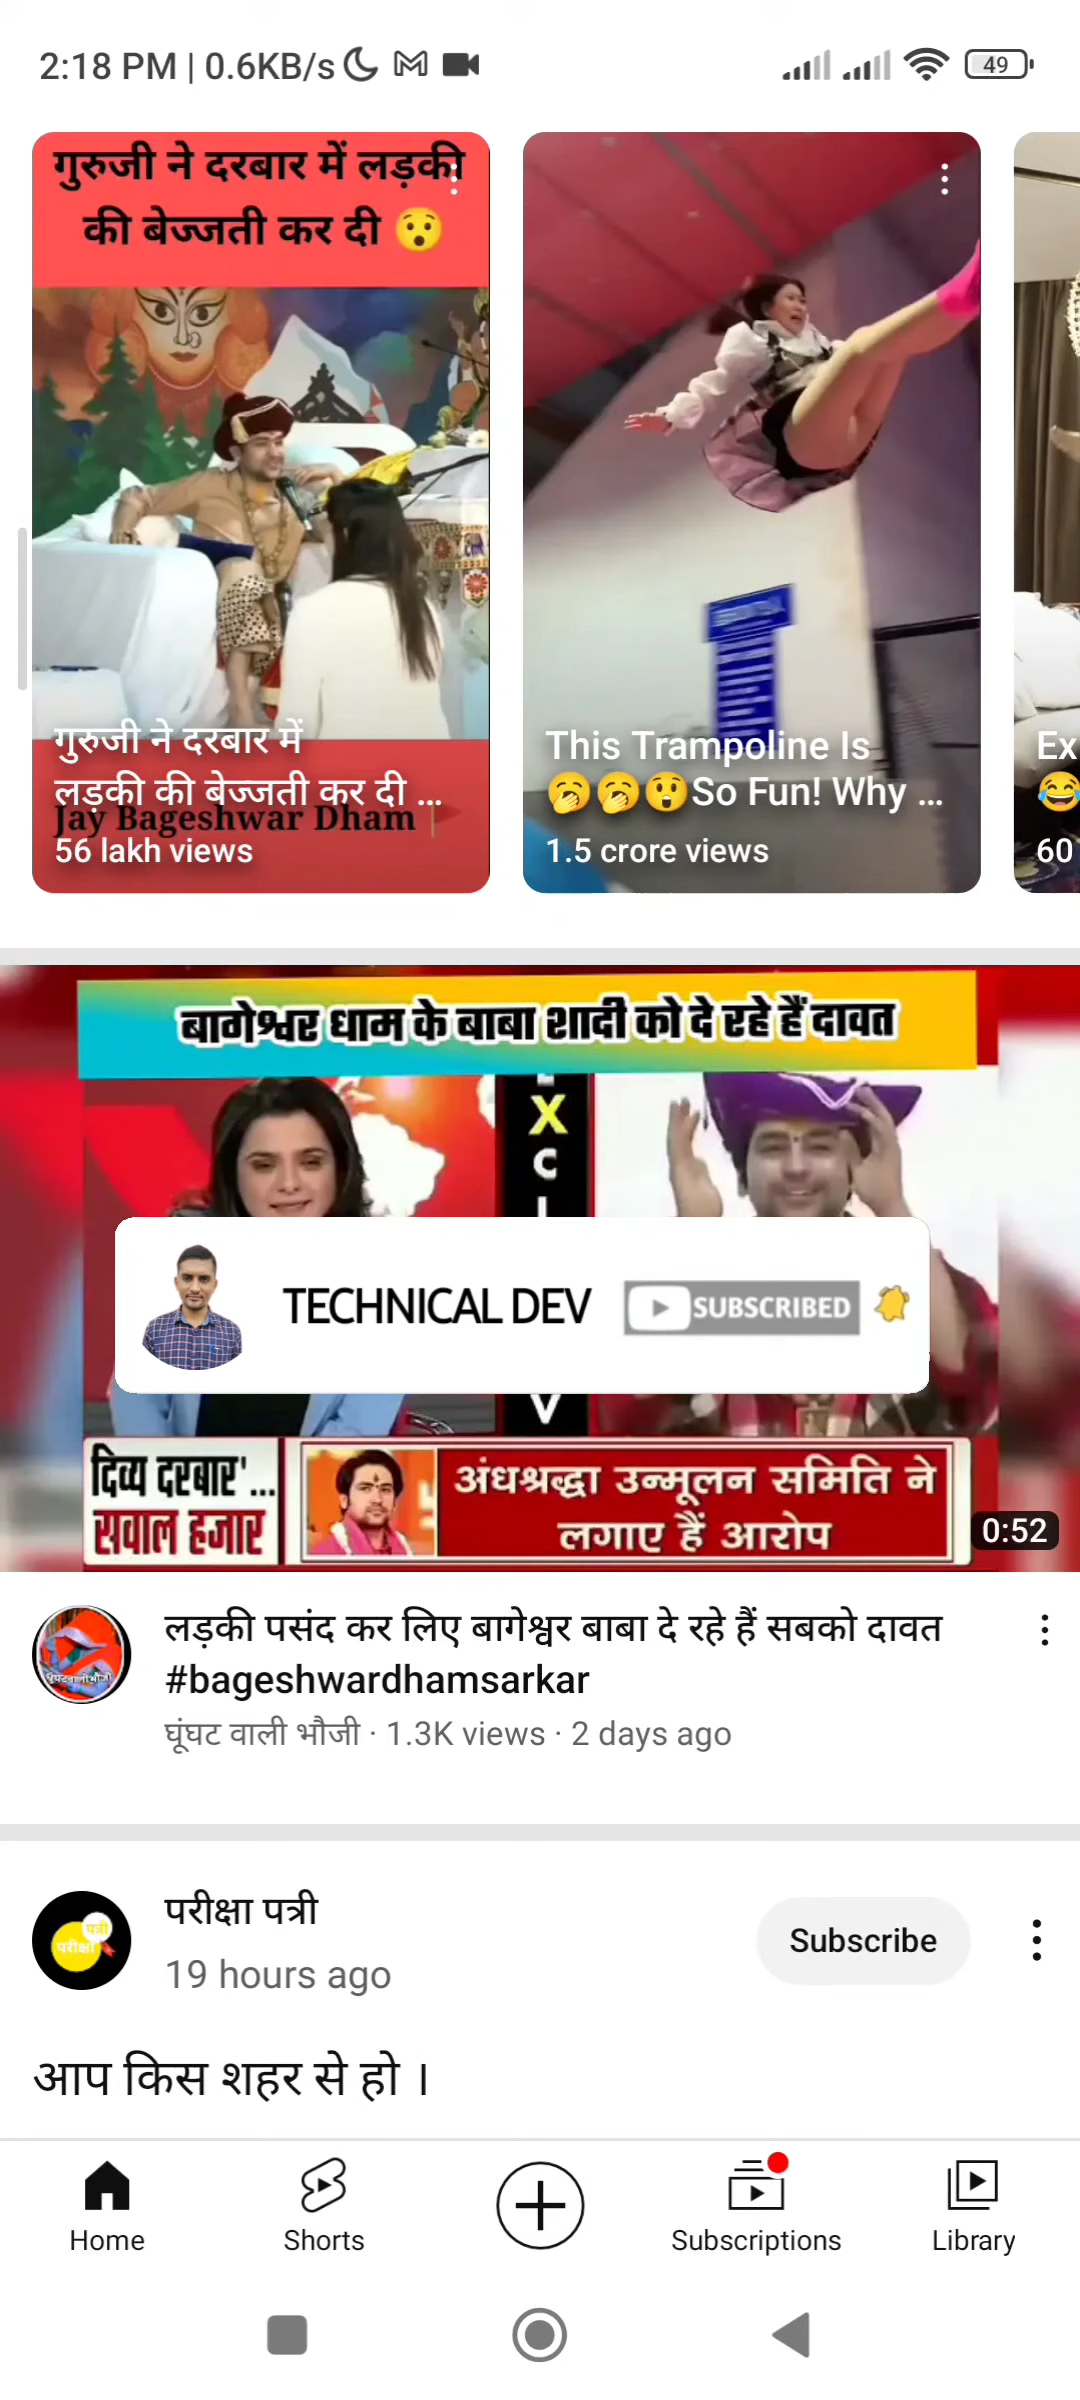 2:18 PM | 0.6KB/s
49
गुरुजी ने दरबार में लड़की
की बेज्जती कर दी 😯
गुरुजी ने दरबार में
लड़की की बेज्जती कर दी ...
Jay Bageshwar Dham
56 lakh views
This Trampoline Is
🥱🥱😲So Fun! Why ...
1.5 crore views
Ex
😂
60
बागेश्वर धाम के बाबा शादी को दे रहे हैं दावत
X
C
V
TECHNICAL DEV
SUBSCRIBED
दिव्य दरबार'...
सवाल हजार
अंधश्रद्धा उन्मूलन समिति ने
लगाए हैं आरोप
0:52
लड़की पसंद कर लिए बागेश्वर बाबा दे रहे हैं सबको दावत
#bageshwardhamsarkar
घूंघट वाली भौजी · 1.3K views · 2 days ago
घूंघट वाली भौजी
पत्री
परीक्षा
परीक्षा पत्री
Subscribe
19 hours ago
आप किस शहर से हो ।
Home
Shorts
Subscriptions
Library